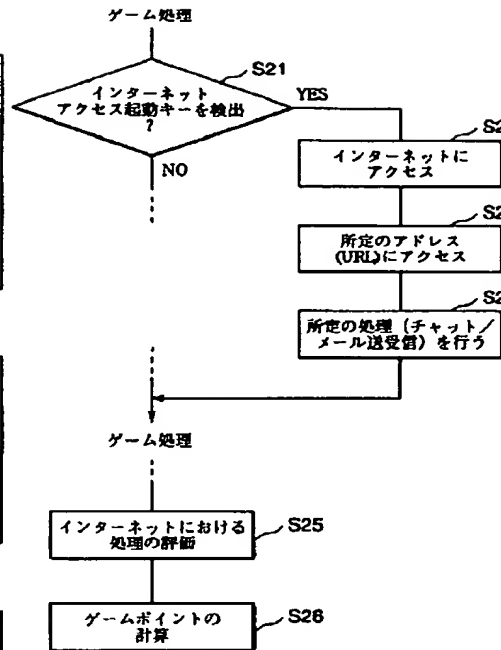 ゲーム処理
S21
インターネット
アクセス起動キーを検出
?
YES
NO
S2
インターネットに
アクセス
S2
所定のアドレス
(URL)にアクセス
S2
所定の処理（チャット／
メール送受信）を行う
ゲーム処理
インターネットにおける
処理の評価
S25
ゲームポイントの
計算
S26